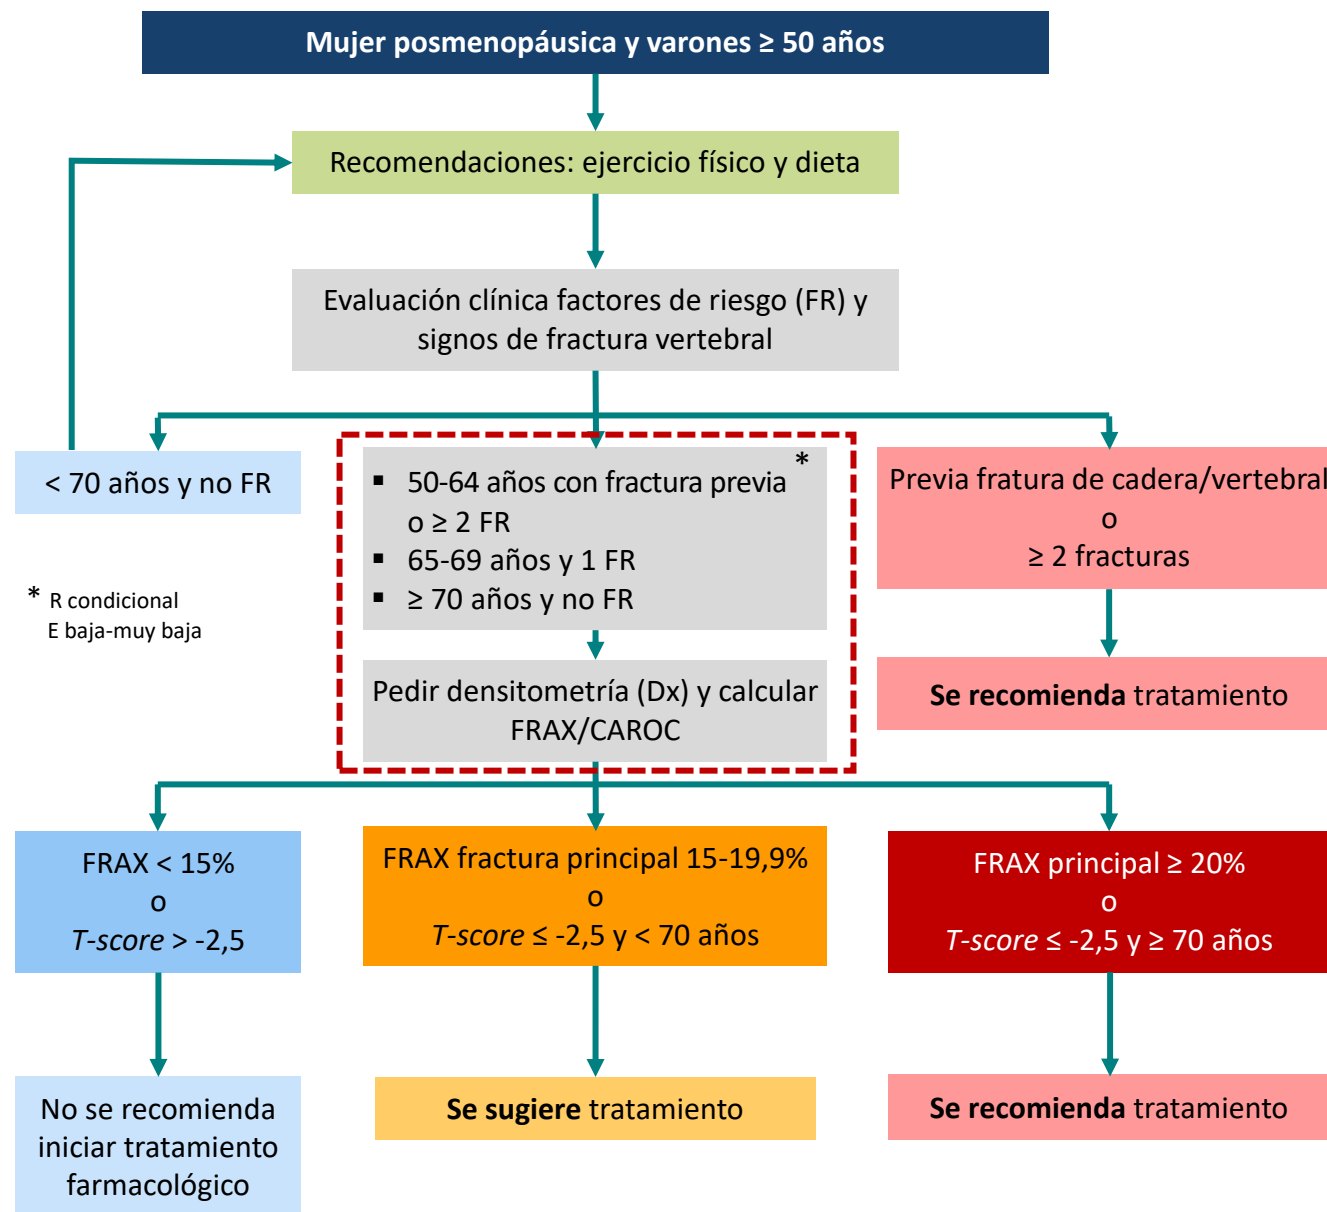 Mujer posmenopáusica y varones ≥ 50 años
Recomendaciones: ejercicio físico y dieta
Evaluación clínica factores de riesgo (FR) y
signos de fractura vertebral
< 70 años y no FR
* R condicional
E baja-muy baja
▪ 50-64 años con fractura previa *
o ≥ 2 FR
▪ 65-69 años y 1 FR
▪ ≥ 70 años y no FR
Pedir densitometría (Dx) y calcular
FRAX/CAROC
Previa fratura de cadera/vertebral
o
≥ 2 fracturas
Se recomienda tratamiento
FRAX < 15%
o
T-score > -2,5
FRAX fractura principal 15-19,9%
o
T-score ≤ -2,5 y < 70 años
FRAX principal ≥ 20%
o
T-score ≤ -2,5 y ≥ 70 años
No se recomienda
iniciar tratamiento
farmacológico
Se sugiere tratamiento
Se recomienda tratamiento